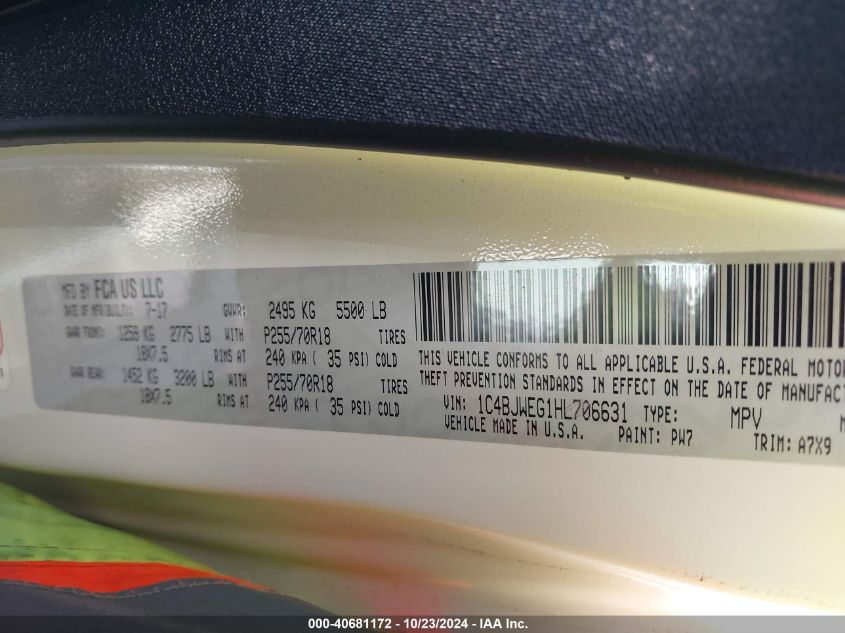 MFD BY FCA US LLC
DATE OF MFR(BUILT): 7-17 GVWR: 2495 KG 5500 LB
GAWR FRONT: 1259 KG 2775 LB WITH P255/70R18 TIRES
18X7.5 RIMS AT 240 KPA ( 35 PSI) COLD
GAWR REAR: 1452 KG 3200 LB WITH P255/70R18 TIRES
18X7.5 RIMS AT 240 KPA ( 35 PSI) COLD
THIS VEHICLE CONFORMS TO ALL APPLICABLE U.S.A. FEDERAL MOTOR
THEFT PREVENTION STANDARDS IN EFFECT ON THE DATE OF MANUFACT
VIN: 1C4BJWEG1HL706631 TYPE: MPV M
VEHICLE MADE IN U.S.A. PAINT: PW7 TRIM: A7X9
000-40681172 - 10/23/2024 - IAA Inc.